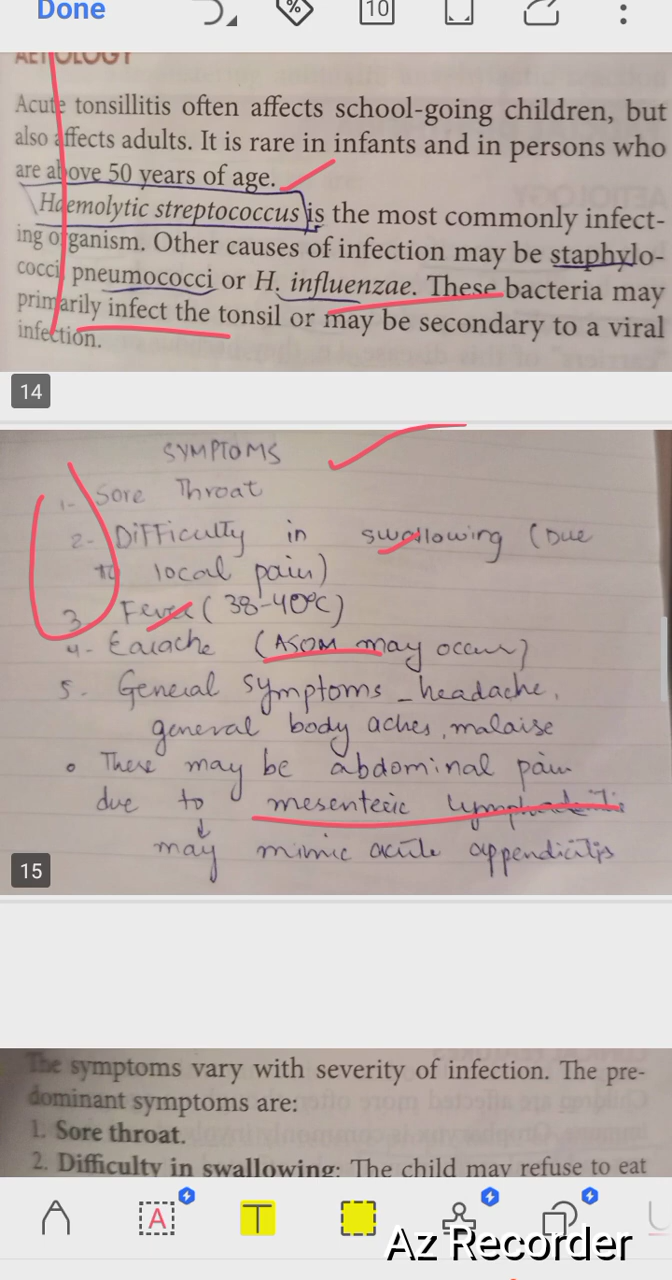 Done
%
10
AETIOLOGY
Acute tonsillitis often affects school-going children, but
also affects adults. It is rare in infants and in persons who
are above 50 years of age.
Haemolytic streptococcus is the most commonly infect-
ing organism. Other causes of infection may be staphylo-
cocci, pneumococci or H. influenzae. These bacteria may
primarily infect the tonsil or may be secondary to a viral
infection.
14
SYMPTOMS
1- Sore Throat
2- Difficulty in swallowing (Due
to local pain)
3. Fever (38-40°C)
4- Earache (ASOM may occur)
5. General symptoms - headache,
general body aches, malaise
• There may be abdominal pain
due to mesenteric
↓
may mimic acute appendicitis
15
The symptoms vary with severity of infection. The pre-
dominant symptoms are:
1. Sore throat.
2. Difficulty in swallowing: The child may refuse to eat
A
T
Az Recorder